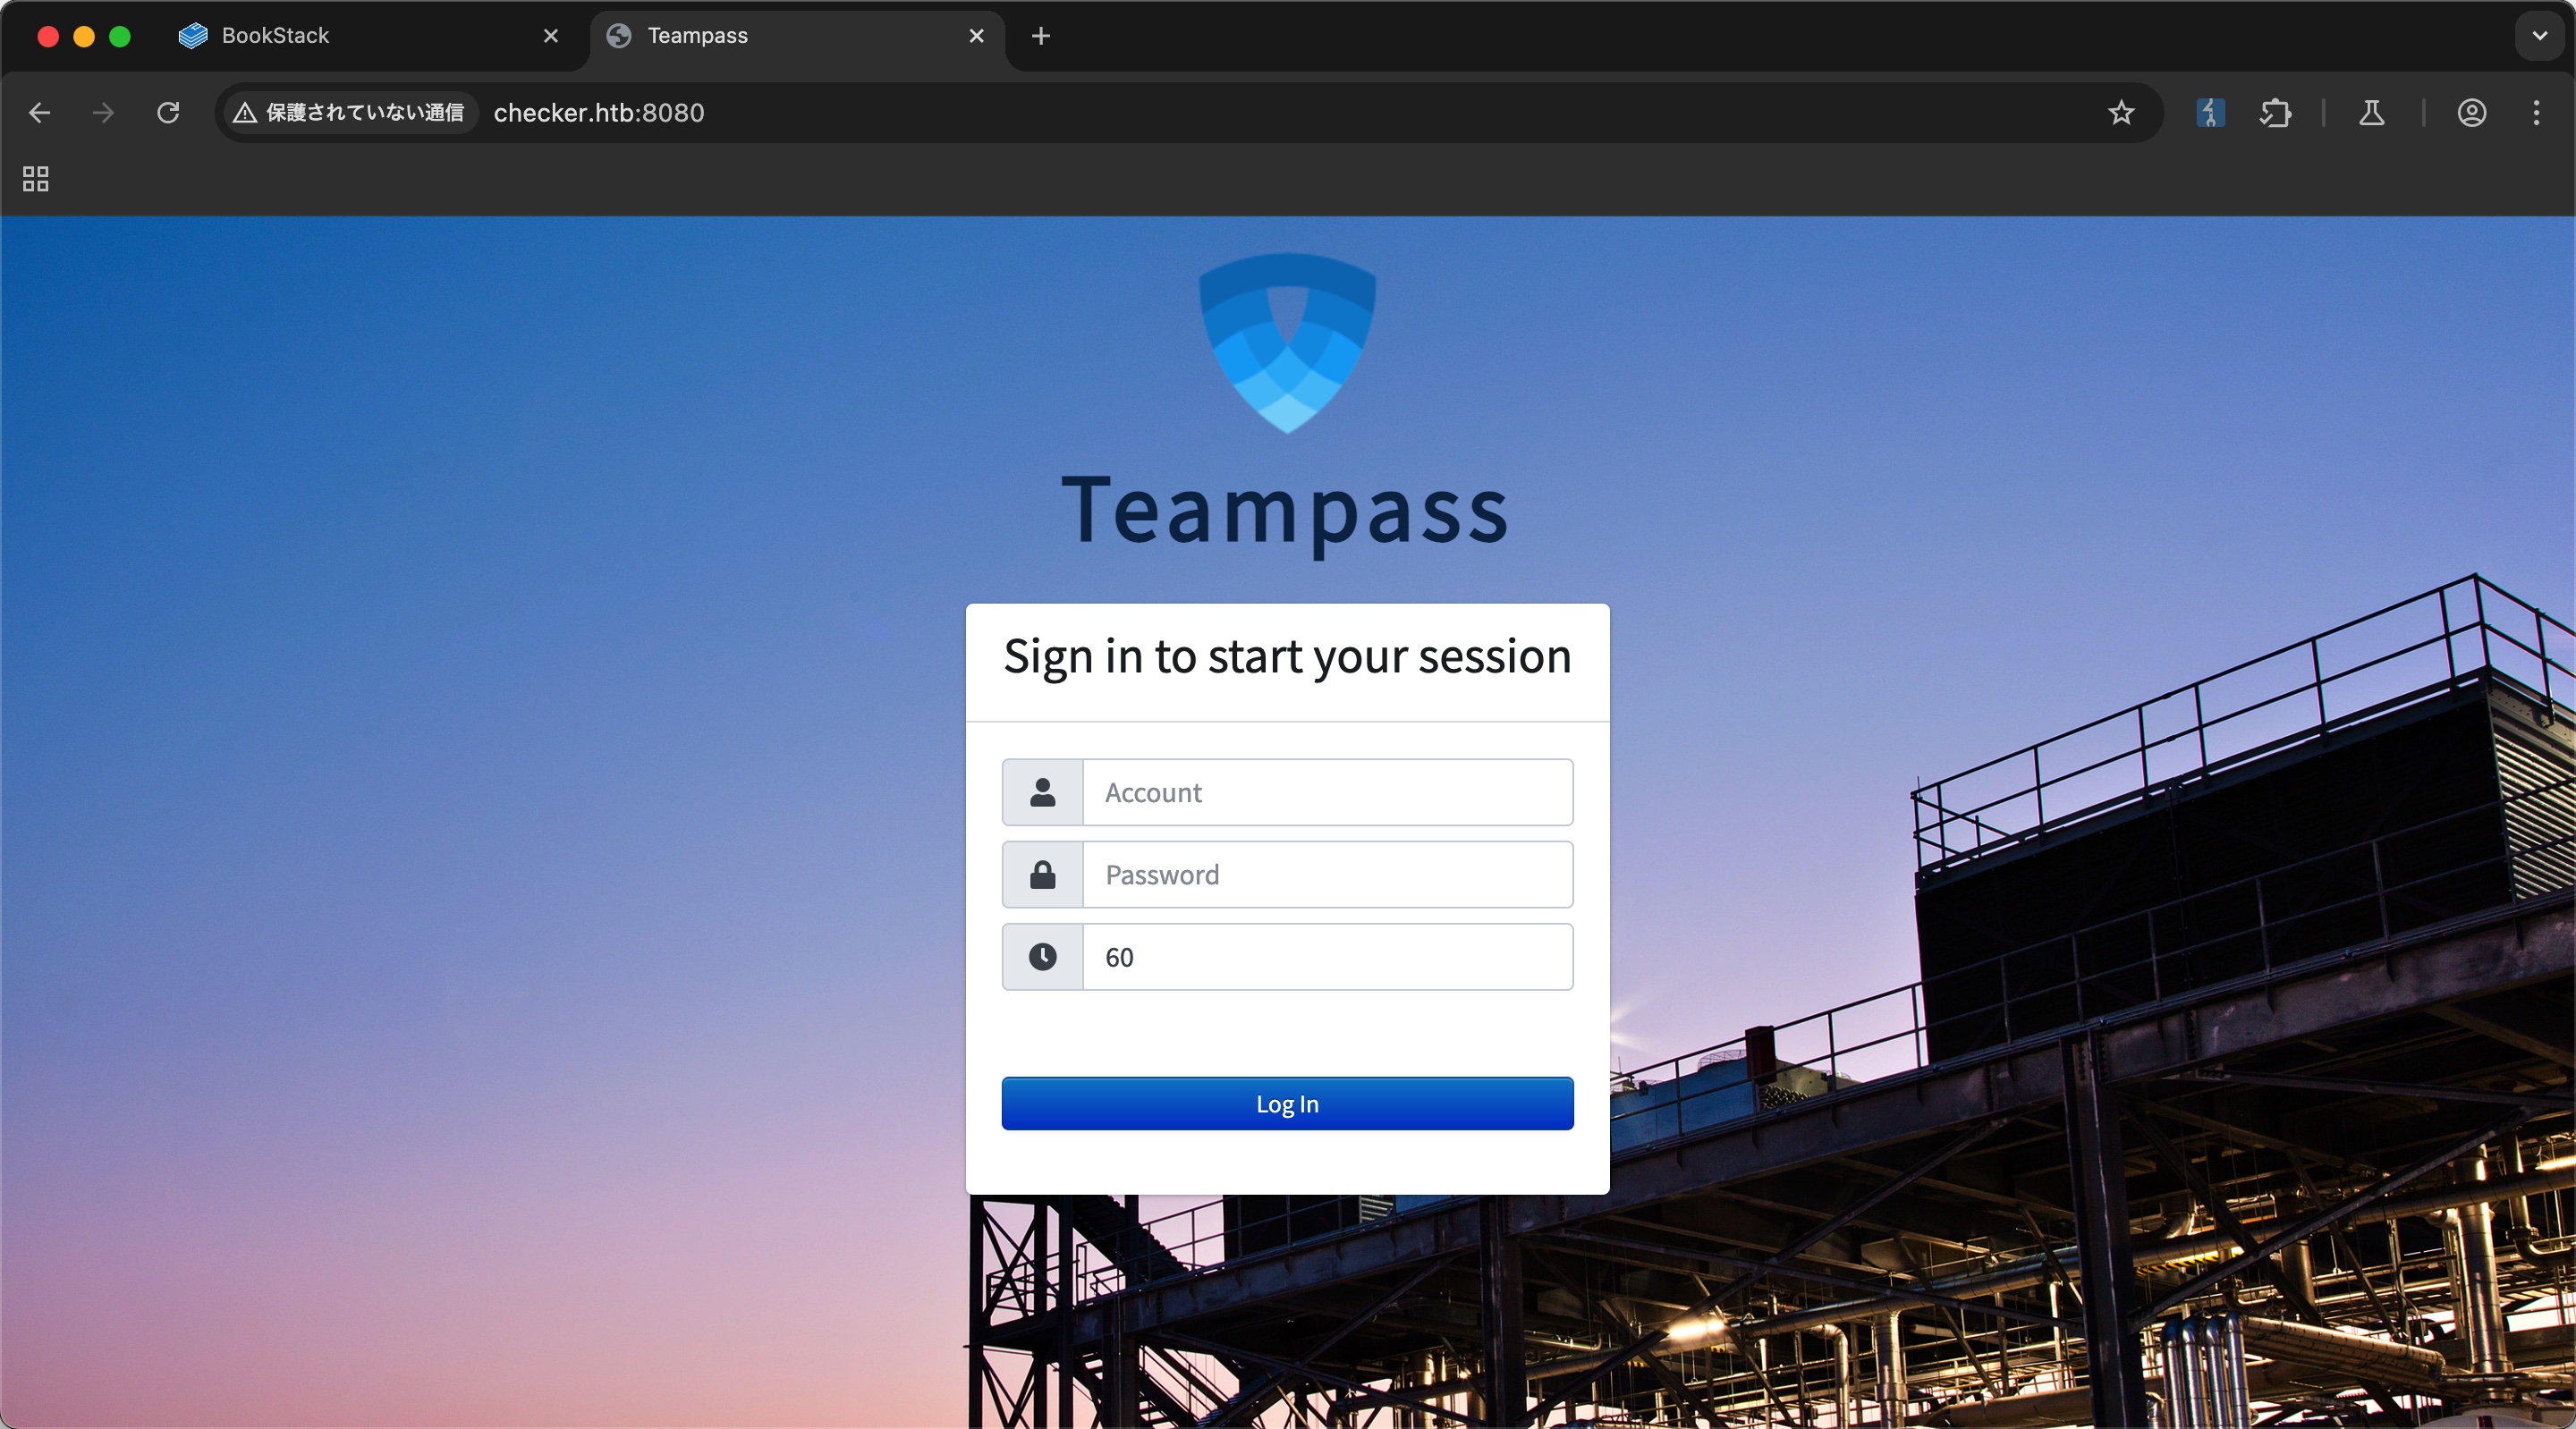 BookStack
Teampass
保護されていない通信 checker.htb:8080
Teampass
Sign in to start your session
Account
Password
60
Log In